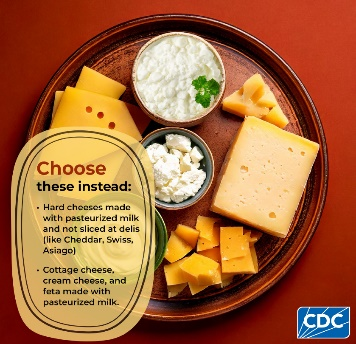 Choose
these instead:
• Hard cheeses made
with pasteurized milk
and not sliced at delis
(like Cheddar, Swiss,
Asiago)
• Cottage cheese,
cream cheese, and
feta made with
pasteurized milk.
CDC